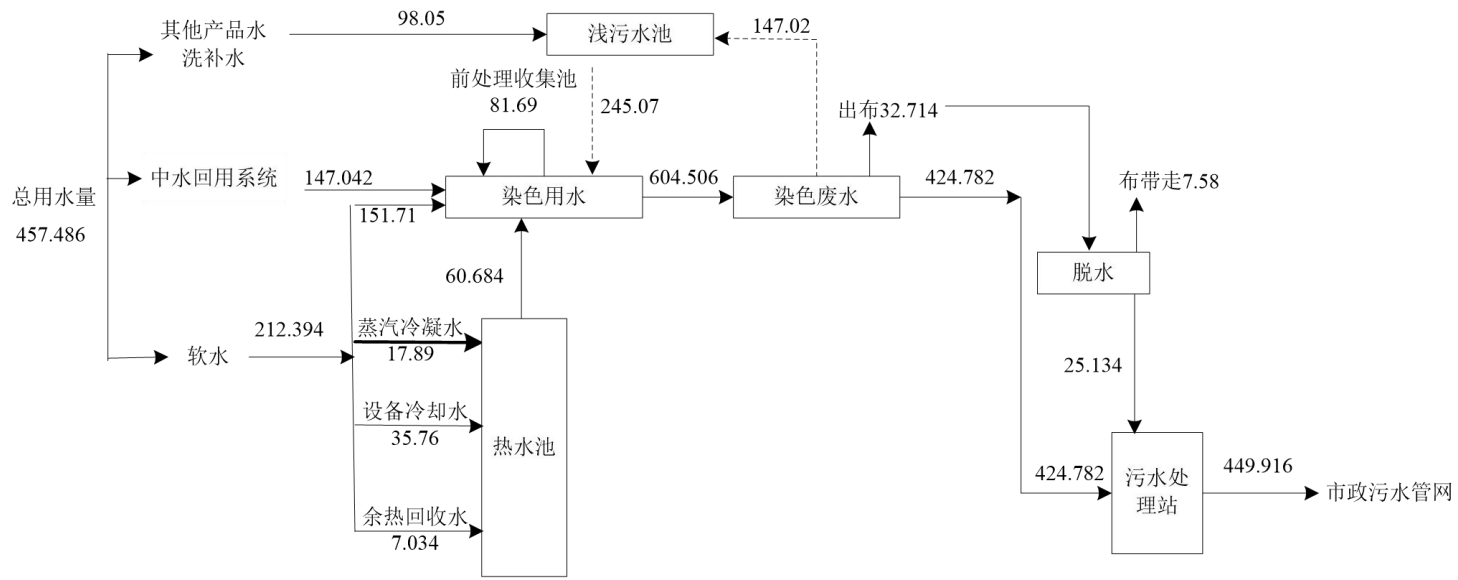 其他产品水
洗补水
98.05
浅污水池
147.02
前处理收集池
81.69
245.07
出布32.714
总用水量
457.486
中水回用系统
147.042
151.71
染色用水
604.506
染色废水
424.782
布带走7.58
脱水
60.684
软水
212.394
蒸汽冷凝水
17.89
设备冷却水
35.76
余热回收水
7.034
热水池
25.134
424.782
污水处
理站
449.916
市政污水管网